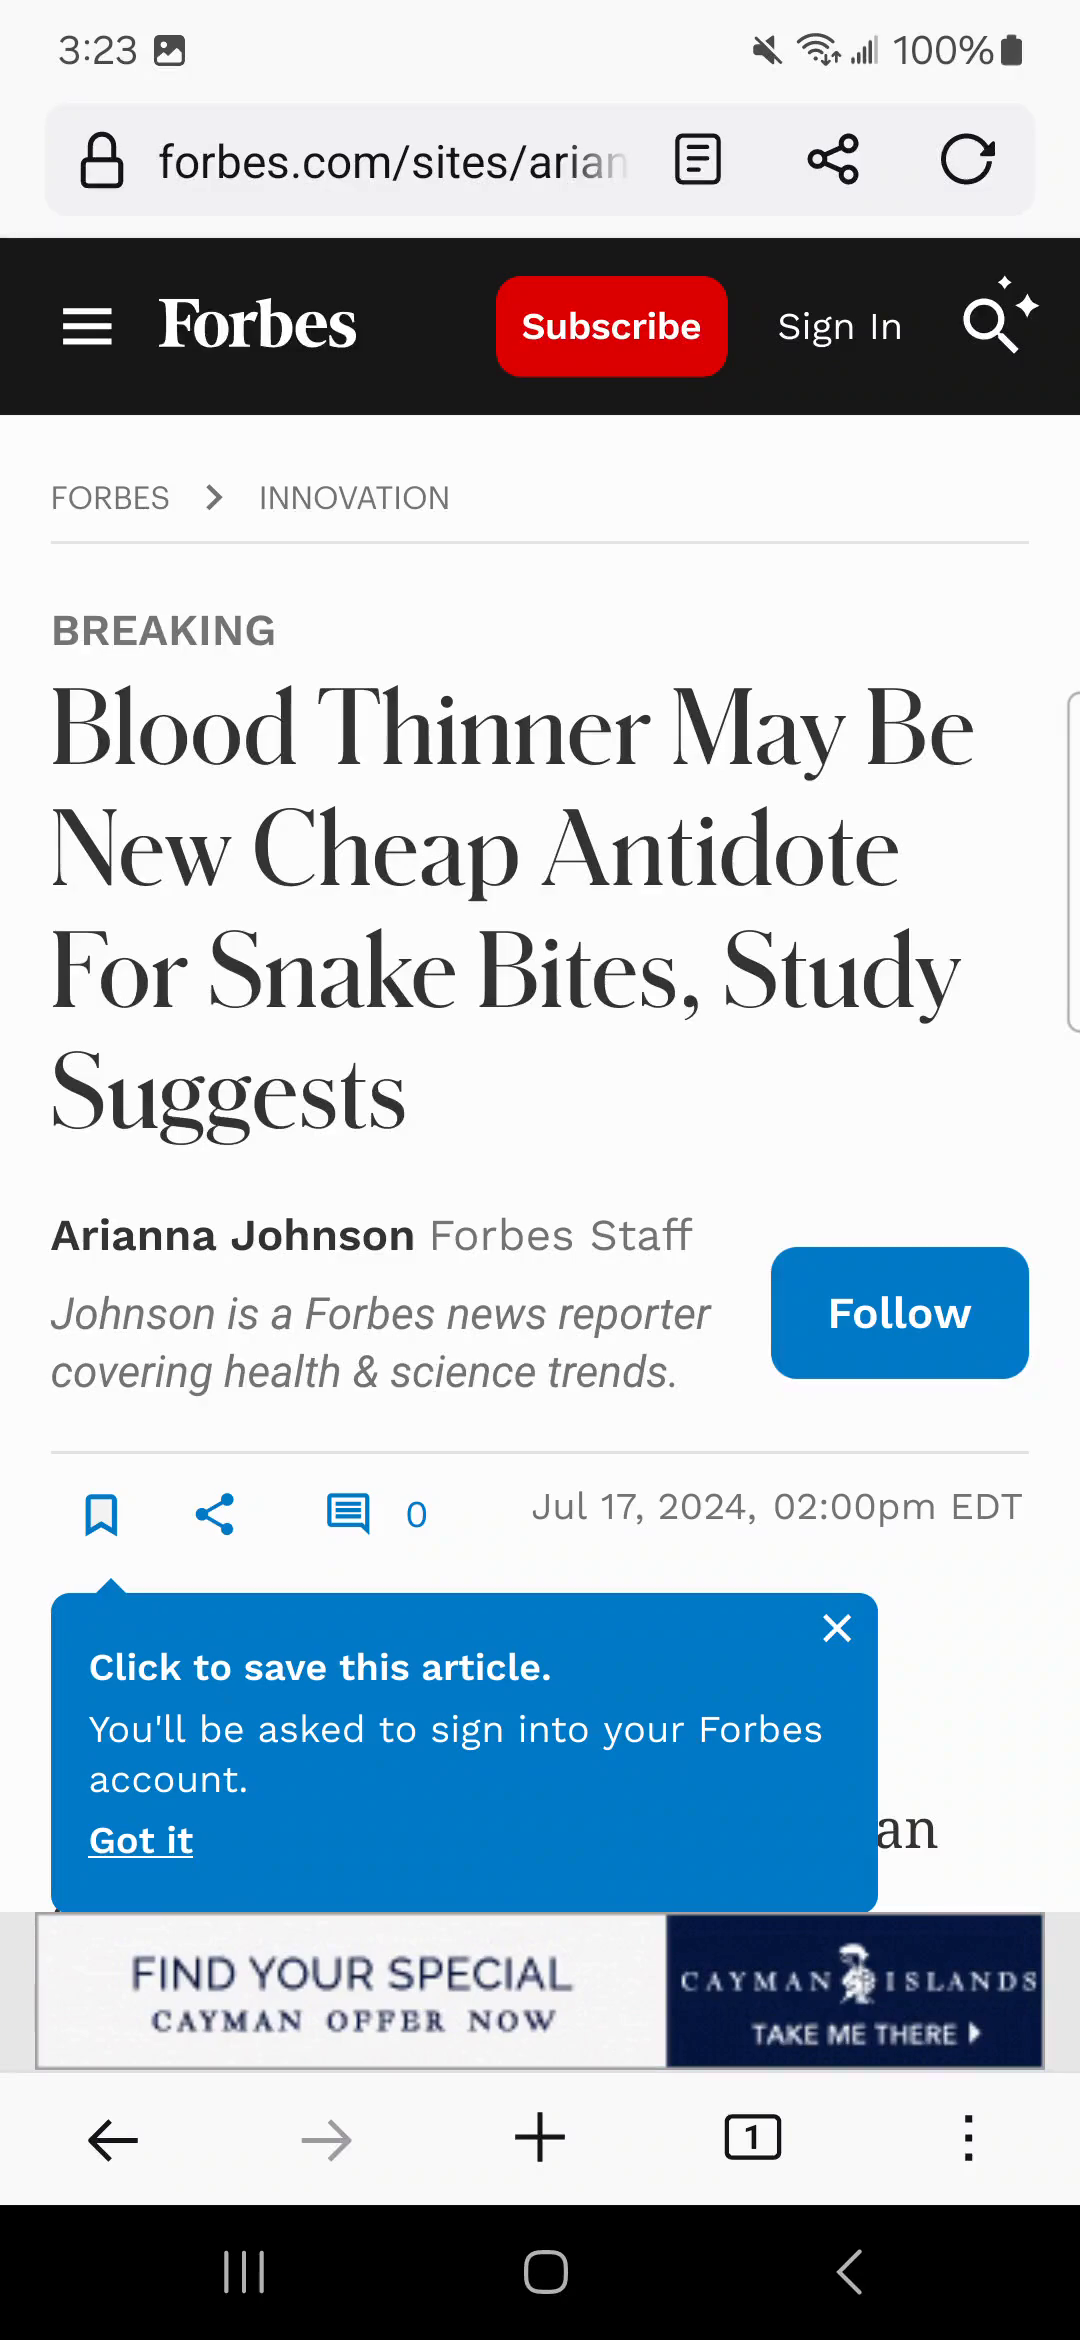 3:23
100%
forbes.com/sites/arian
Forbes
Subscribe
Sign In
FORBES
INNOVATION
BREAKING
Blood Thinner May Be
New Cheap Antidote
For Snake Bites, Study
Suggests
Arianna Johnson Forbes Staff
Johnson is a Forbes news reporter
covering health & science trends.
Follow
0
Jul 17, 2024, 02:00pm EDT
Click to save this article.
You'll be asked to sign into your Forbes
account.
Got it
an
FIND YOUR SPECIAL
CAYMAN OFFER NOW
CAYMAN ISLANDS
TAKE ME THERE
1